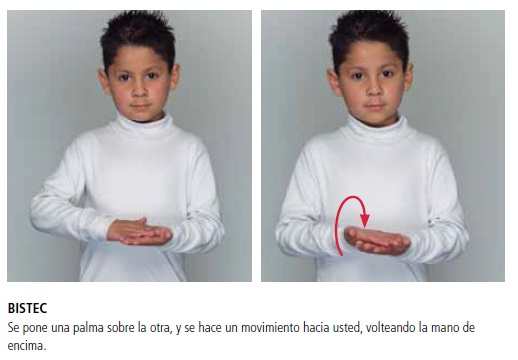 BISTEC
Se pone una palma sobre la otra, y se hace un movimiento hacia usted, volteando la mano de
encima.